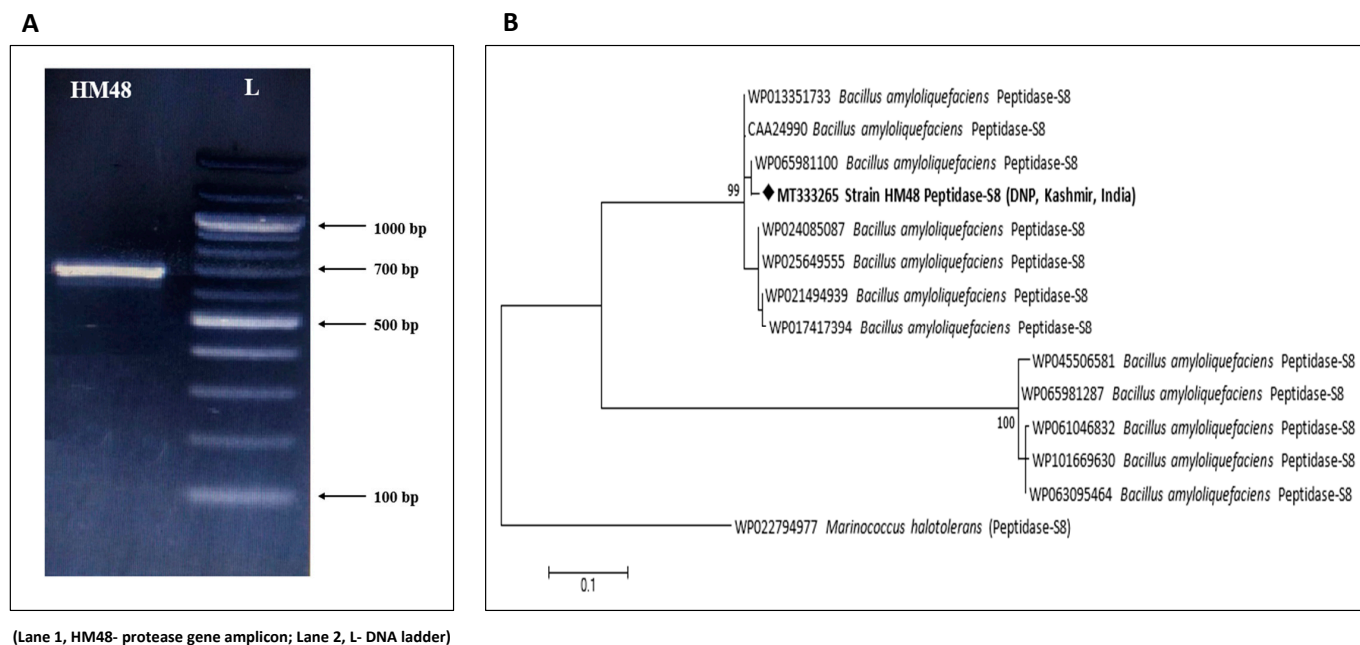 A
HM48 L
1000 bp
700 bp
500 bp
100 bp
(Lane 1, HM48- protease gene amplicon; Lane 2, L- DNA ladder)
B
WP013351733 Bacillus amyloliquefaciens Peptidase-S8
CAA24990 Bacillus amyloliquefaciens Peptidase-S8
WP065981100 Bacillus amyloliquefaciens Peptidase-S8
99
MT333265 Strain HM48 Peptidase-S8 (DNP, Kashmir, India)
WP024085087 Bacillus amyloliquefaciens Peptidase-S8
WP025649555 Bacillus amyloliquefaciens Peptidase-S8
WP021494939 Bacillus amyloliquefaciens Peptidase-S8
WP017417394 Bacillus amyloliquefaciens Peptidase-S8
WP045506581 Bacillus amyloliquefaciens Peptidase-S8
WP065981287 Bacillus amyloliquefaciens Peptidase-S8
100
WP061046832 Bacillus amyloliquefaciens Peptidase-S8
WP101669630 Bacillus amyloliquefaciens Peptidase-S8
WP063095464 Bacillus amyloliquefaciens Peptidase-S8
WP022794977 Marinococcus halotolerans (Peptidase-S8)
0.1